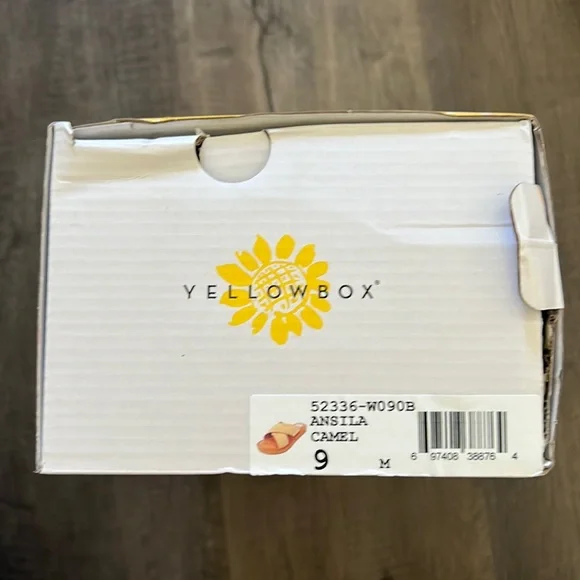 YELLOWBOX®
52336-W090B
ANSILA
CAMEL
9 M
6 97408 38876 4